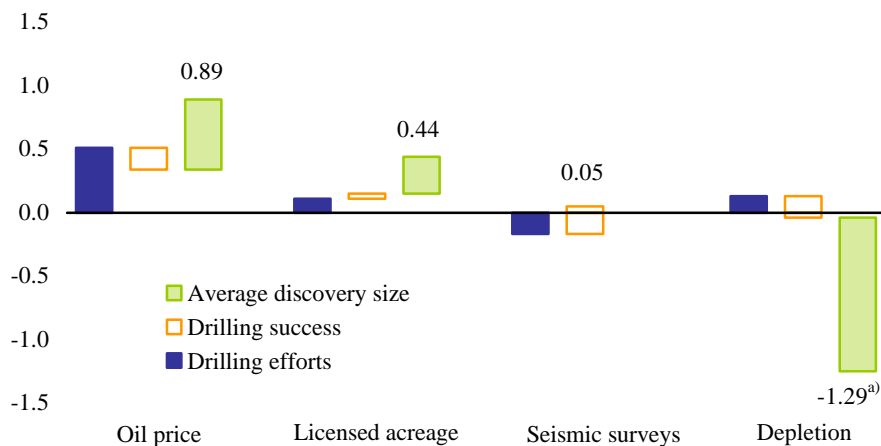 1.5
1.0
0.5
0.0
-0.5
-1.0
-1.5
0.89
0.44
0.05
-1.29a)
Average discovery size
Drilling success
Drilling efforts
Oil price
Licensed acreage
Seismic surveys
Depletion